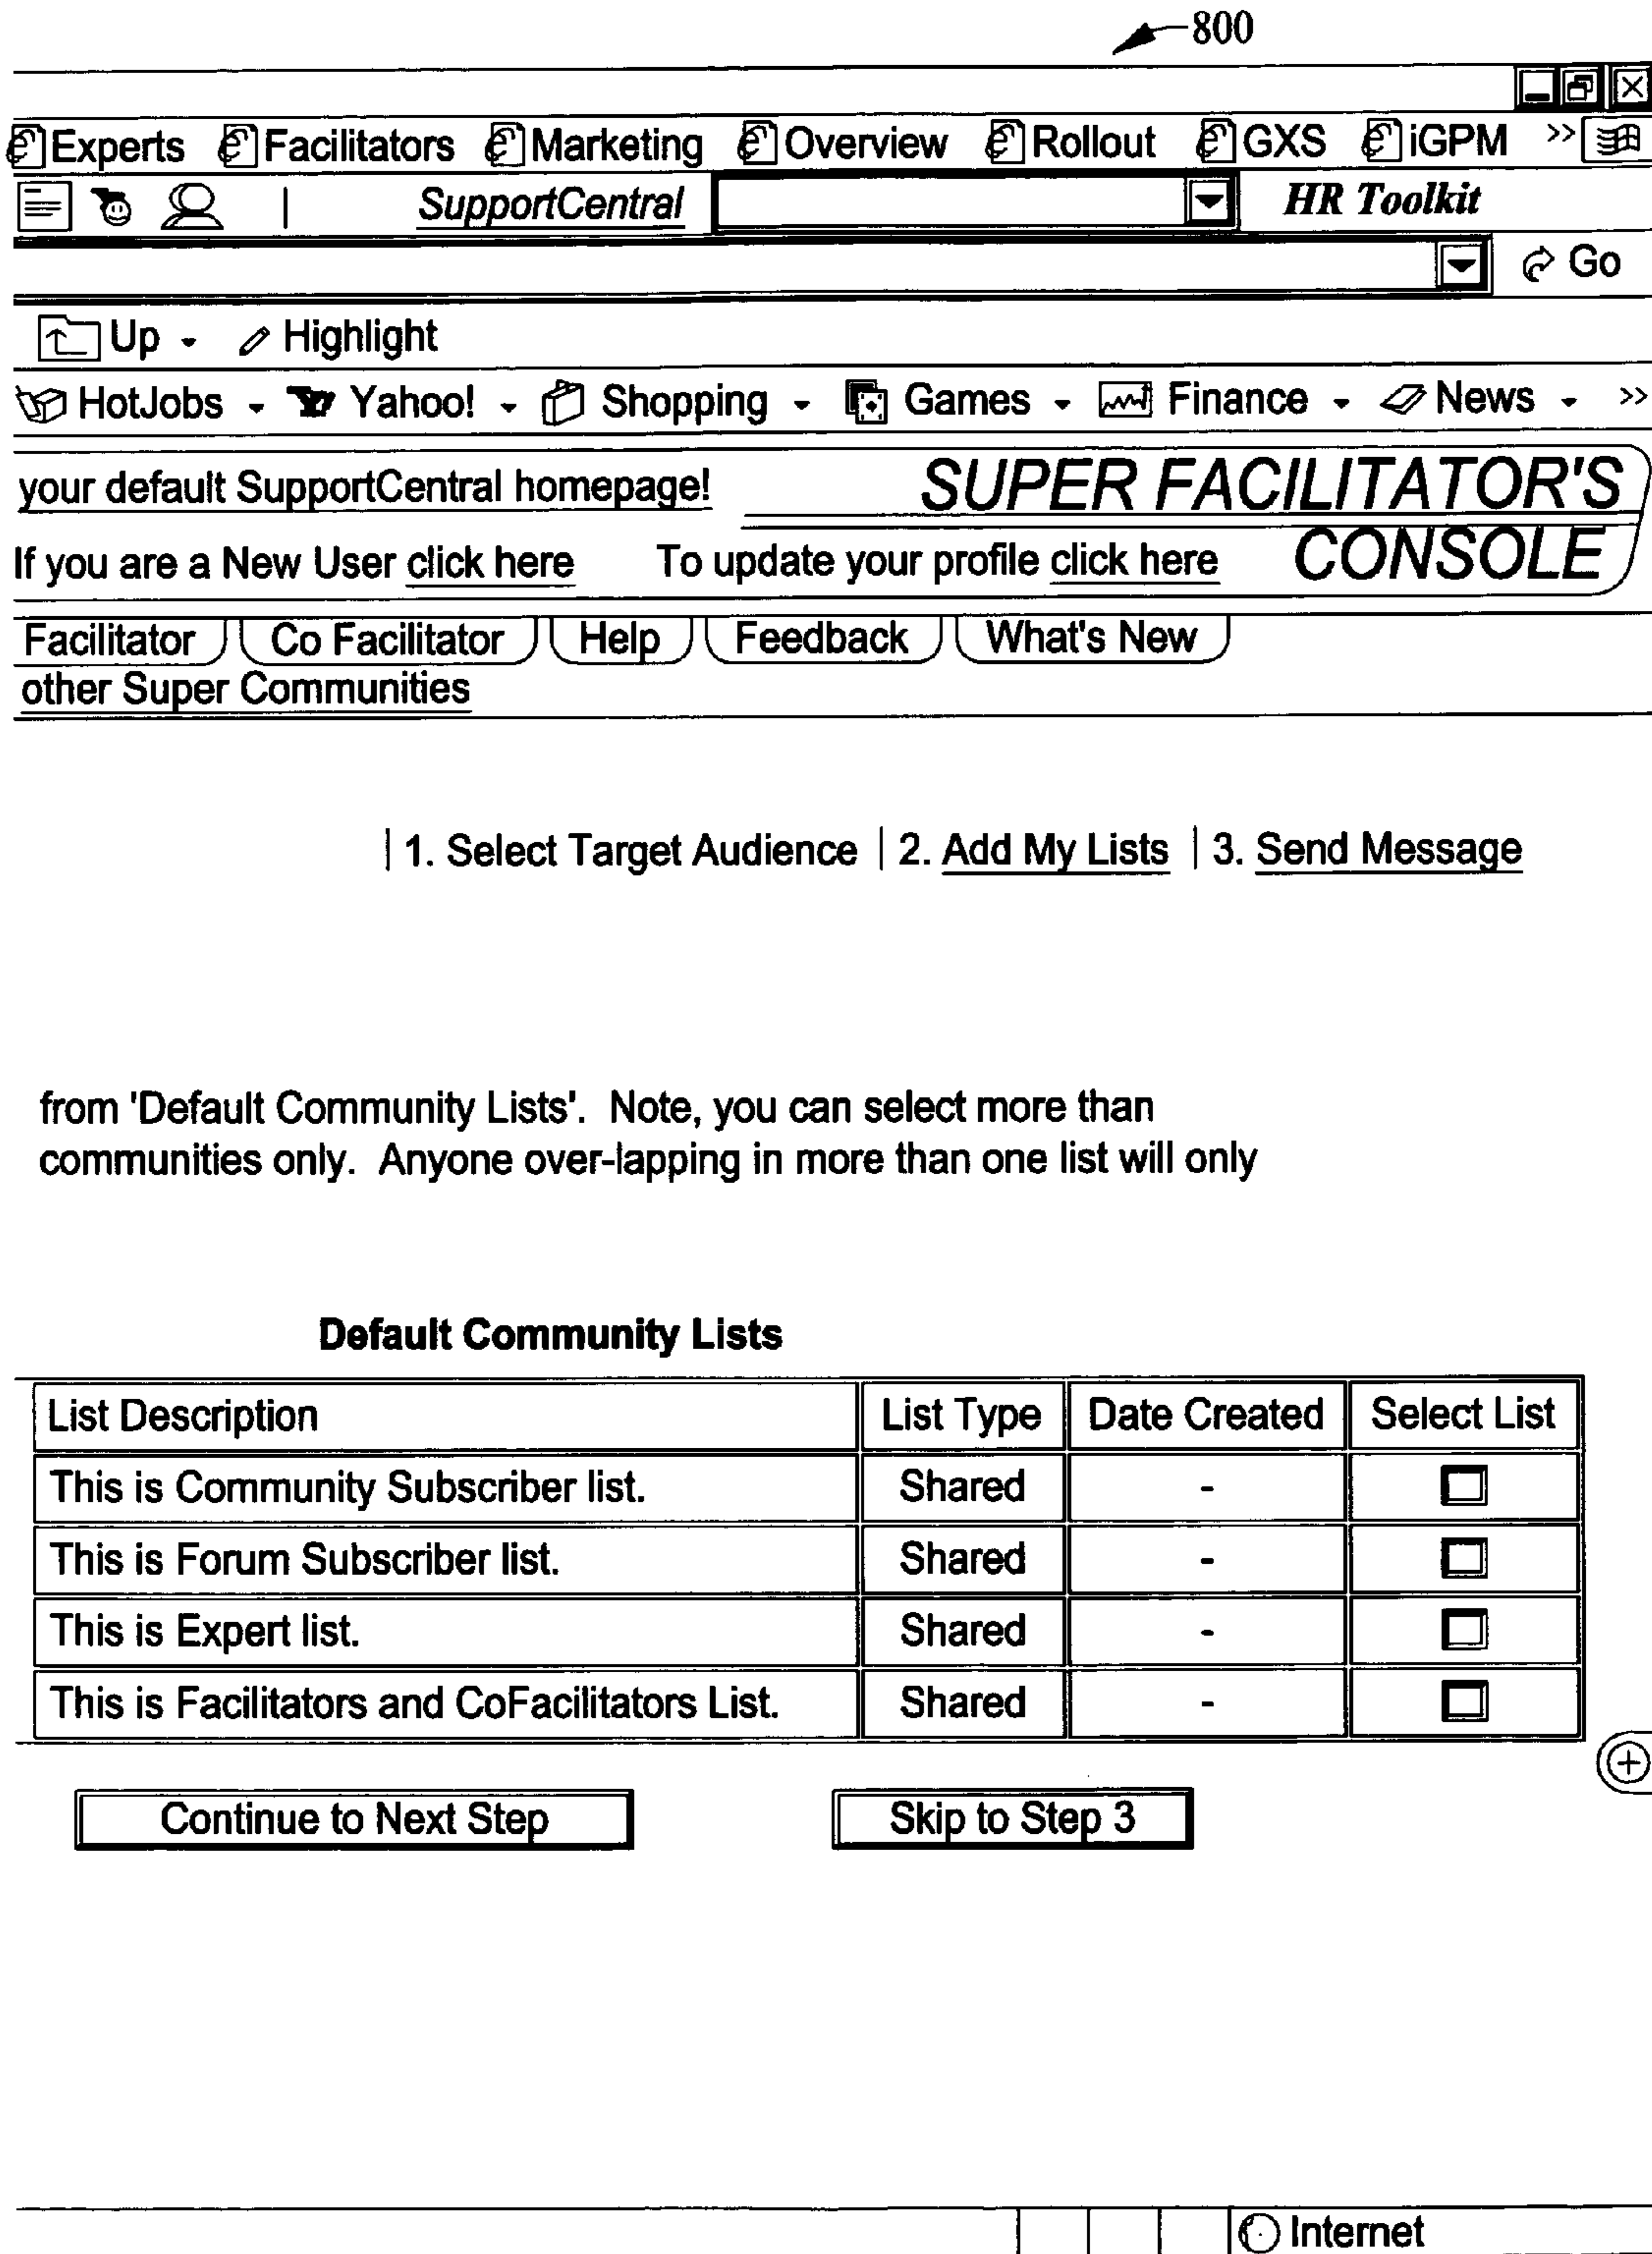 800
Experts Facilitators Marketing Overview Rollout GXS iGPM >>
SupportCentral HR Toolkit
Go
Up - Highlight
HotJobs - Yahoo! - Shopping - Games - Finance - News - >>
your default SupportCentral homepage! SUPER FACILITATOR'S
If you are a New User click here To update your profile click here CONSOLE
Facilitator Co Facilitator Help Feedback What's New
other Super Communities
| 1. Select Target Audience | 2. Add My Lists | 3. Send Message
from 'Default Community Lists'. Note, you can select more than
communities only. Anyone over-lapping in more than one list will only
Default Community Lists
List Description List Type Date Created Select List
This is Community Subscriber list. Shared -
This is Forum Subscriber list. Shared -
This is Expert list. Shared -
This is Facilitators and CoFacilitators List. Shared -
Continue to Next Step Skip to Step 3
Internet